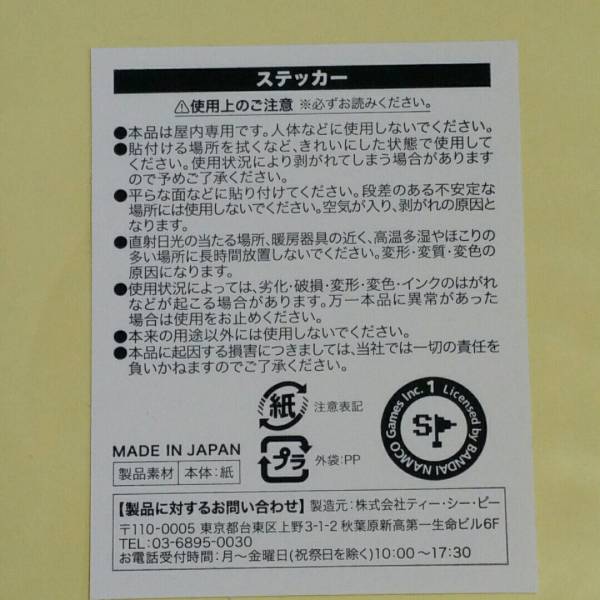 ステッカー
⚠使用上のご注意 ※必ずお読みください。
●本品は屋内専用です。人体などに使用しないでください。
●貼付ける場所を拭くなど、きれいにした状態で使用して
ください。使用状況により剥がれてしまう場合があります
ので予めご了承ください。
●平らな面などに貼り付けてください。段差のある不安定な
場所には使用しないでください。空気が入り、剥がれの原因と
なります。
●直射日光の当たる場所、暖房器具の近く、高温多湿やほこりの
多い場所に長時間放置しないでください。変形・変質・変色の
原因になります。
●使用状況によっては、劣化・破損・変形・変色・インクのはがれ
などが起こる場合があります。万一本品に異常があった
場合は使用をお止めください。
●本来の用途以外には使用しないでください。
●本品に起因する損害につきましては、当社では一切の責任を
負いかねますのでご了承ください。
紙 注意表記
プラ 外袋:PP
Licensed by BANDAI NAMCO Games Inc. 1
S
MADE IN JAPAN
製品素材 本体:紙
【製品に対するお問い合わせ】 製造元:株式会社ティー・シー・ピー
〒110-0005 東京都台東区上野3-1-2 秋葉原新高第一生命ビル6F
TEL:03-6895-0030
お電話受付時間:月〜金曜日(祝祭日を除く)10:00〜17:30